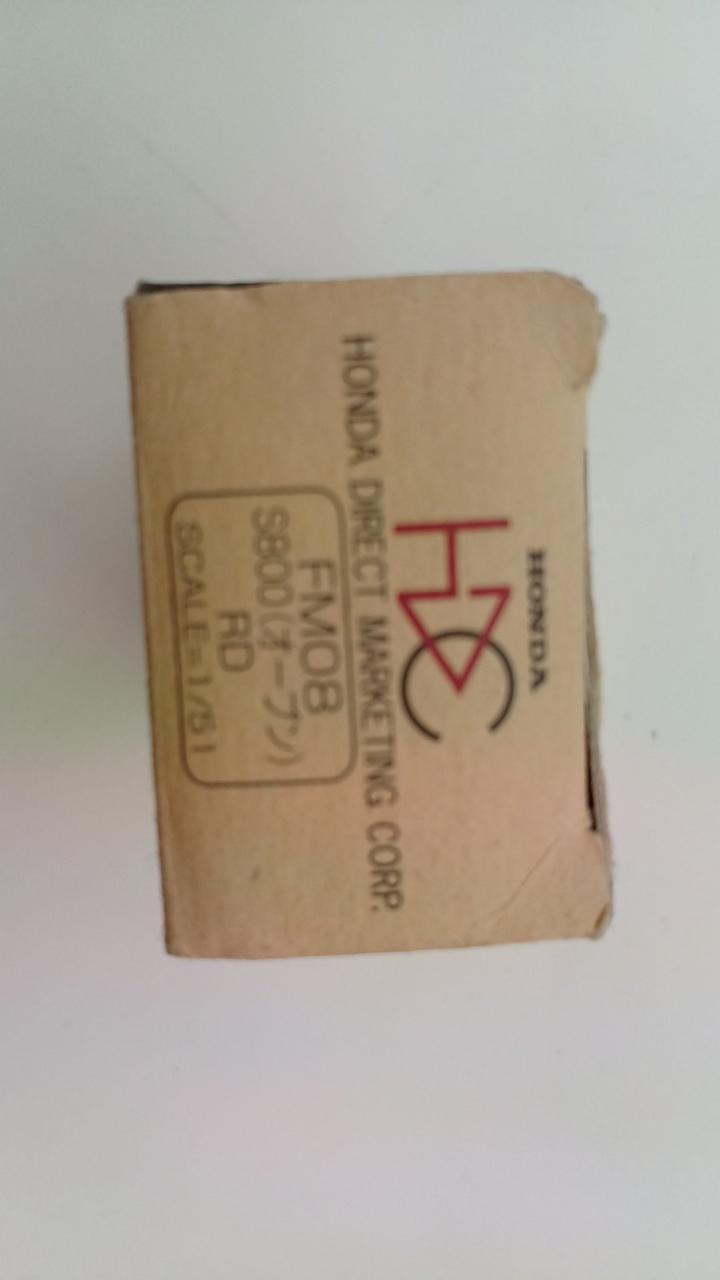 HONDA
HDC
HONDA DIRECT MARKETING CORP.
FM08
S800(オープン)
RD
SCALE=1/51